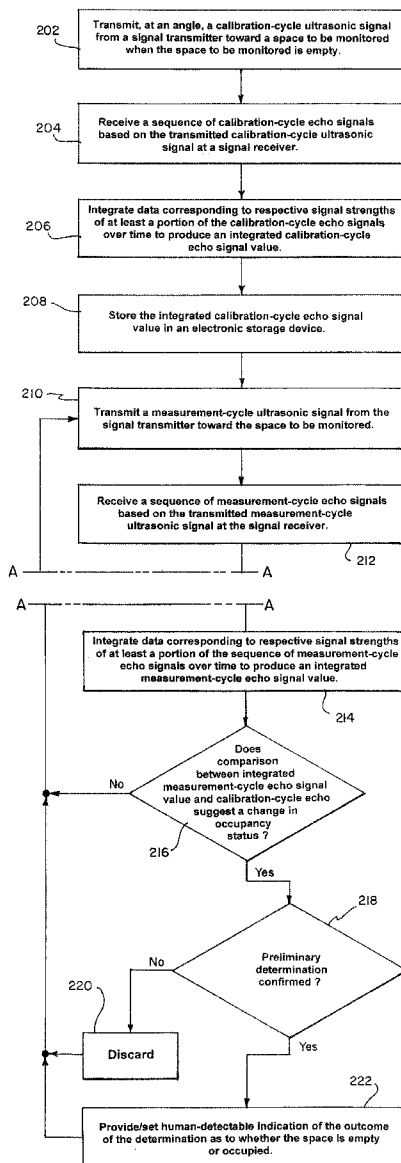 202
Transmit, at an angle, a calibration-cycle ultrasonic signal
from a signal transmitter toward a space to be monitored
when the space to be monitored is empty.
204
Receive a sequence of calibration-cycle echo signals
based on the transmitted calibration-cycle ultrasonic
signal at a signal receiver.
206
Integrate data corresponding to respective signal strengths
of at least a portion of the calibration-cycle echo signals
over time to produce an integrated calibration-cycle
echo signal value.
208
Store the integrated calibration-cycle echo signal
value in an electronic storage device.
210
Transmit a measurement-cycle ultrasonic signal from the
signal transmitter toward the space to be monitored.
Receive a sequence of measurement-cycle echo signals
based on the transmitted measurement-cycle
ultrasonic signal at the signal receiver.
212
A A
A A
Integrate data corresponding to respective signal strengths
of at least a portion of the sequence of measurement-cycle
echo signals over time to produce an integrated
measurement-cycle echo signal value.
214
Does
comparison
between integrated
measurement-cycle echo signal
value and calibration-cycle echo
suggest a change in
occupancy
status ?
No
216
Yes
218
Preliminary
determination
confirmed ?
No
220
Discard
Yes
222
Provide/set human-detectable indication of the outcome
of the determination as to whether the space is empty
or occupied.